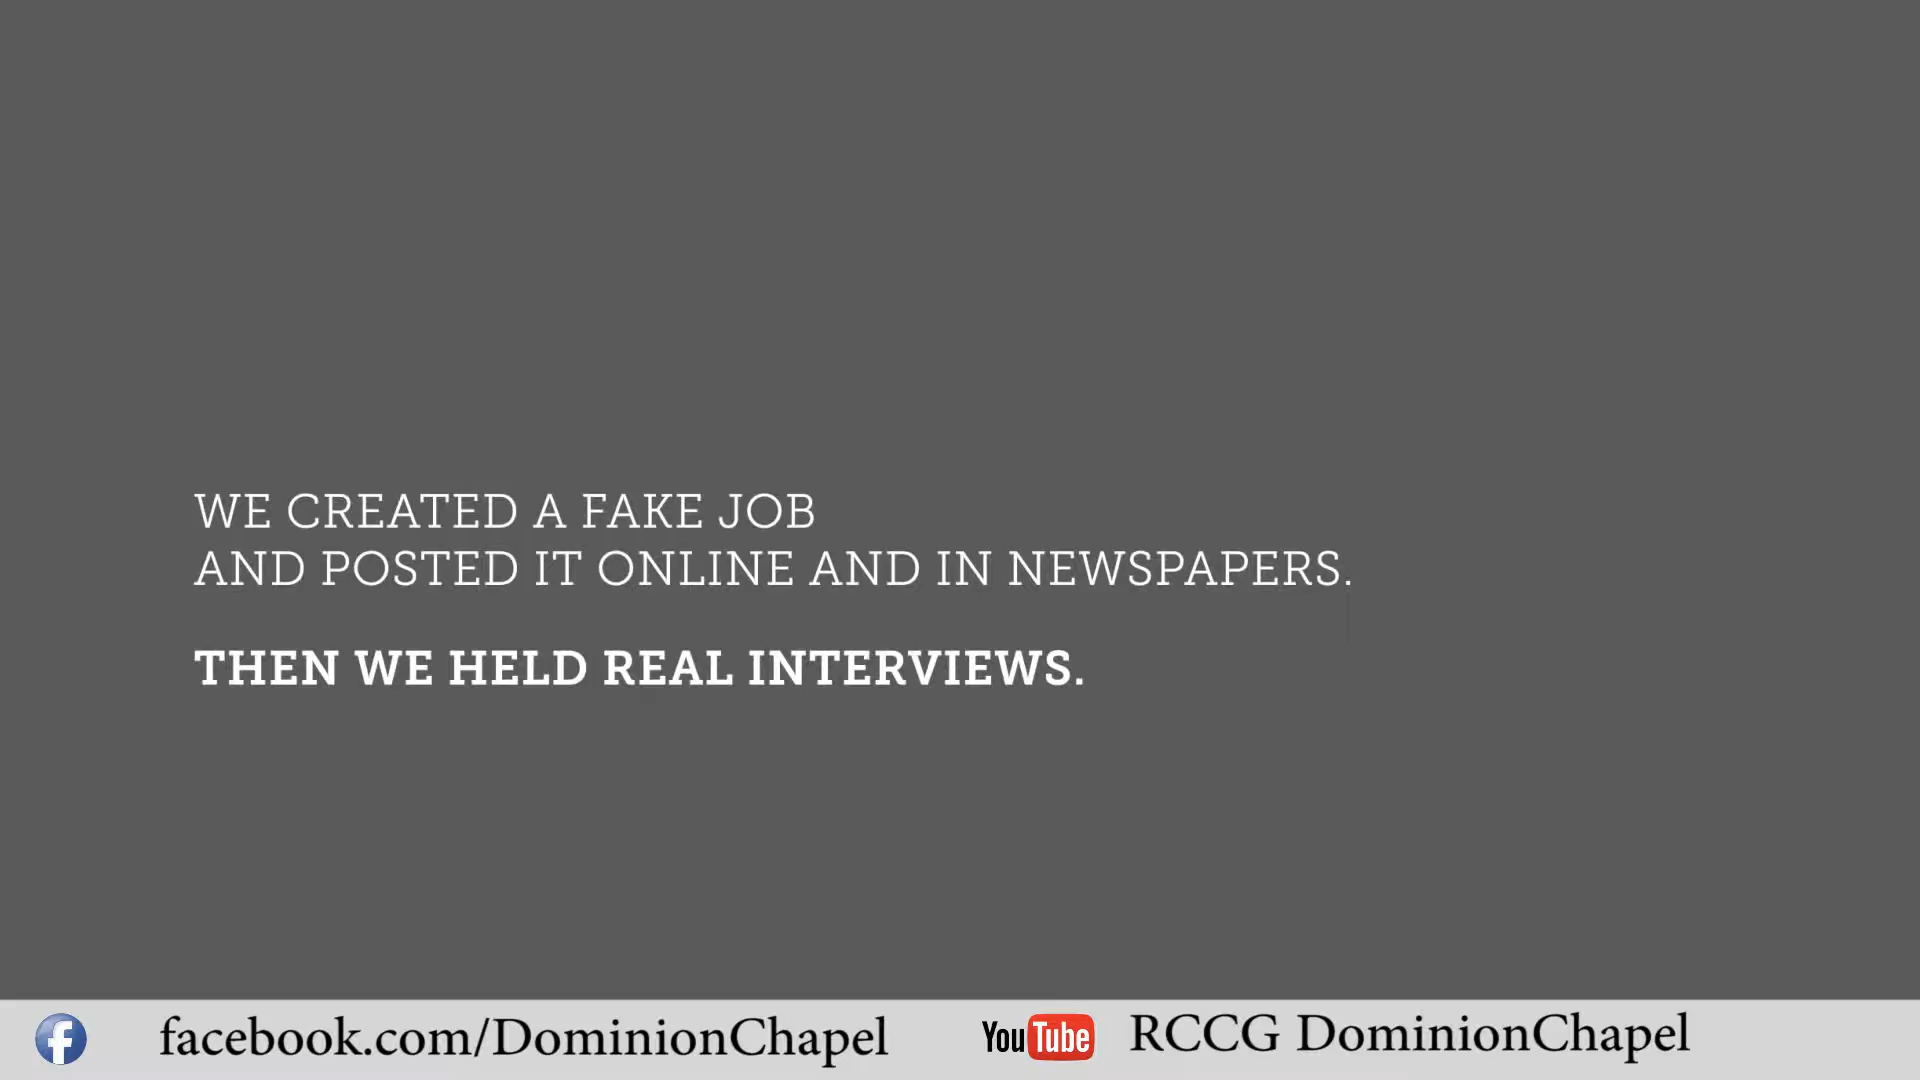 WE CREATED A FAKE JOB
AND POSTED IT ONLINE AND IN NEWSPAPERS.
THEN WE HELD REAL INTERVIEWS.
f facebook.com/DominionChapel YouTube RCCG DominionChapel